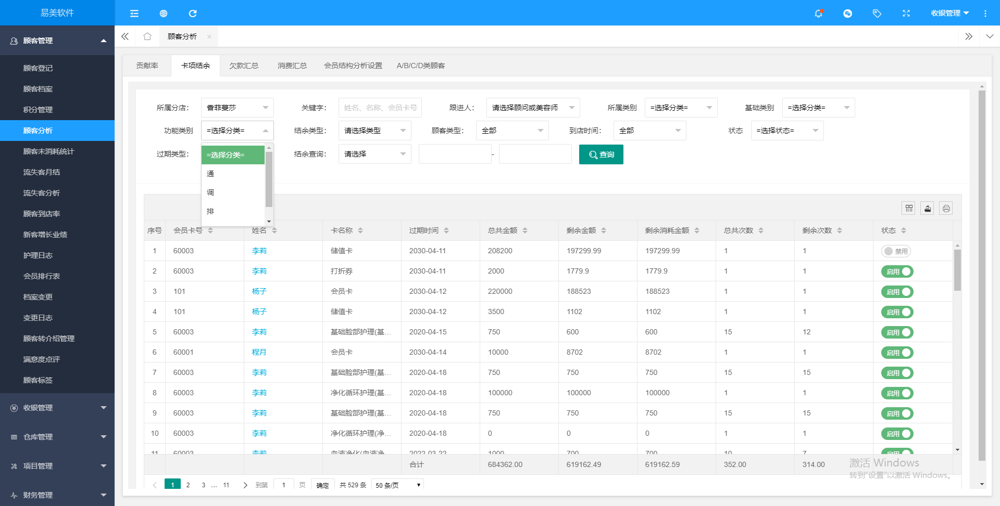 易美软件
收银管理
顾客管理
顾客登记
顾客档案
积分管理
顾客分析
顾客未消耗统计
流失客月结
流失客分析
顾客到店率
新客增长业绩
护理日志
会员排行表
档案变更
变更日志
顾客转介绍管理
满意度点评
顾客标签
收银管理
仓库管理
项目管理
财务管理
顾客分析
贡献率 卡项结余 欠款汇总 消费汇总 会员结构分析设置 A/B/C/D类顾客
所属分店: 香菲蔓莎 关键字: 姓名、名称、会员卡号 跟进人: 请选择顾问或美容师 所属类别 =选择分类= 基础类别 =选择分类=
功能类别 =选择分类= 结余类型: 请选择类型 顾客类型: 全部 到店时间: 全部 状态 =选择状态=
过期类型: 结余查询: 请选择 - 查询
=选择分类=
通
调
排
序号 会员卡号 姓名 卡名称 过期时间 总共金额 剩余金额 剩余消耗金额 总共次数 剩余次数 状态
1 60003 李莉 储值卡 2030-04-11 208200 197299.99 197299.99 1 1 禁用
2 60003 李莉 打折券 2030-04-11 2000 1779.9 1779.9 1 1 启用
3 101 杨子 会员卡 2030-04-12 220000 188523 188523 1 1 启用
4 101 杨子 储值卡 2030-04-12 3500 1102 1102 1 1 启用
5 60003 李莉 基础脸部护理(基... 2020-04-15 750 600 600 15 12 启用
6 60001 程月 会员卡 2030-04-14 10000 8702 8702 1 1 启用
7 60003 李莉 基础脸部护理(基... 2020-04-18 750 750 750 15 15 启用
8 60003 李莉 净化循环护理(基... 2020-04-18 100000 100000 100000 1 1 启用
9 60003 李莉 基础脸部护理(基... 2020-04-18 750 750 750 15 15 启用
10 60003 李莉 净化循环护理(净... 2020-04-18 0 0 0 1 1 启用
11 60003 李莉 血液净化(血液净... 2022-03-22 1000 700 700 10 7 启用
合计 684362.00 619162.49 619162.59 352.00 314.00
1 2 3 ... 11 到第 1 页 确定 共 529 条 50 条/页
激活 Windows
转到"设置"以激活 Windows。